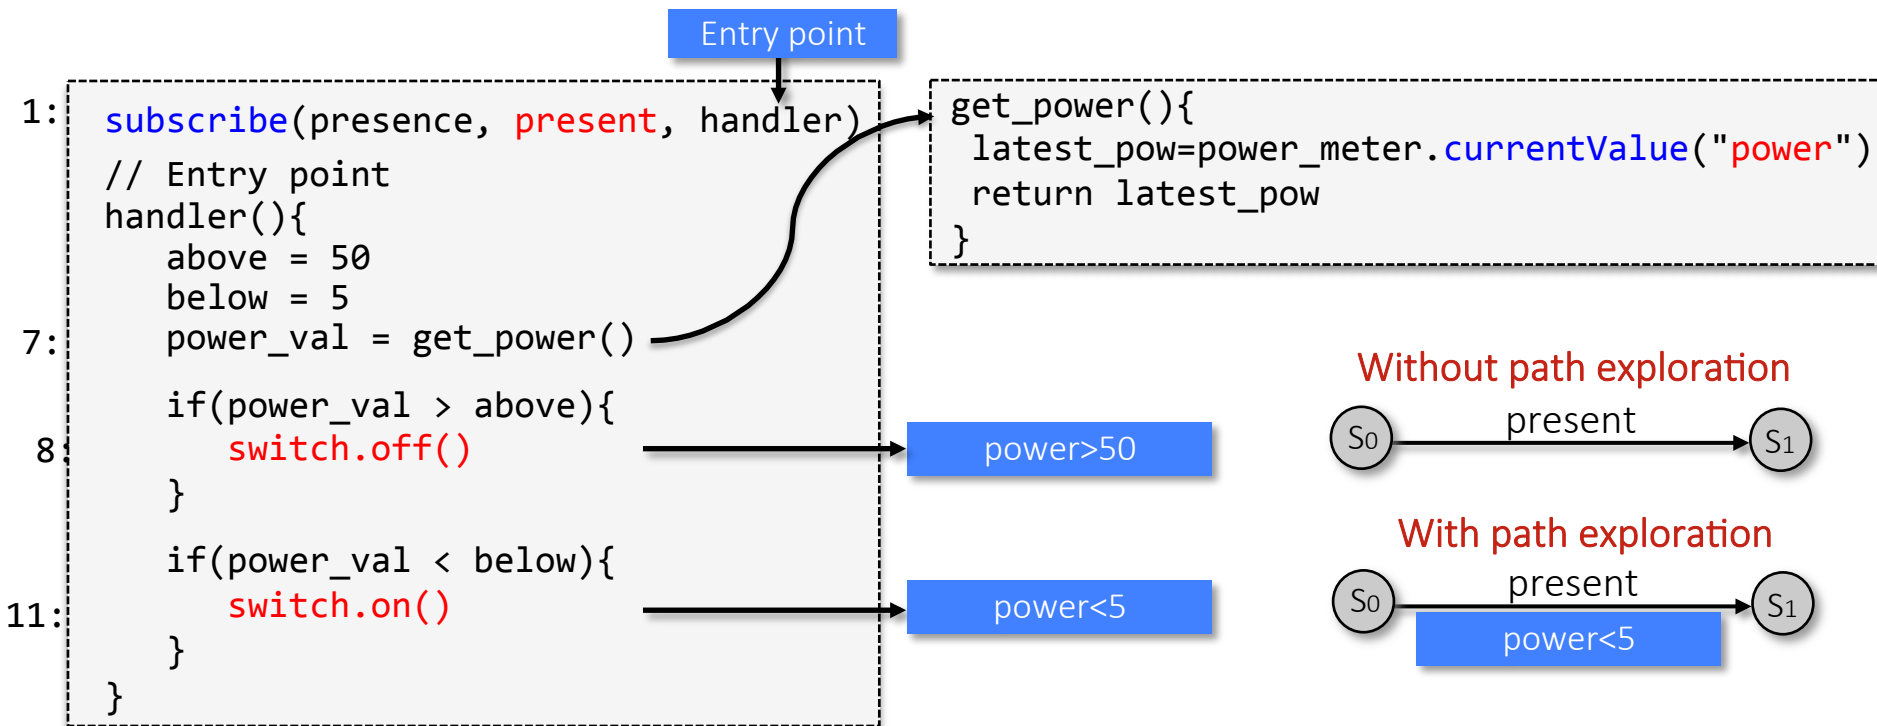 Entry point
1:
subscribe(presence, present, handler)
// Entry point
handler(){
above = 50
below = 5
7:
power_val = get_power()
if(power_val > above){
8:
switch.off()
}
if(power_val < below){
11:
switch.on()
}
}
get_power(){
latest_pow=power_meter.currentValue("power")
return latest_pow
}
power>50
power<5
Without path exploration
S0
present
S1
With path exploration
S0
present
S1
power<5